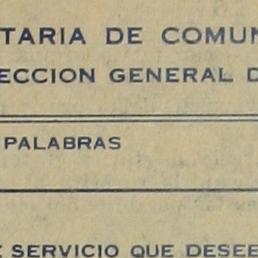 TARIA DE COMUN
ECCION GENERAL D
PALABRAS
E SERVICIO QUE DESEE